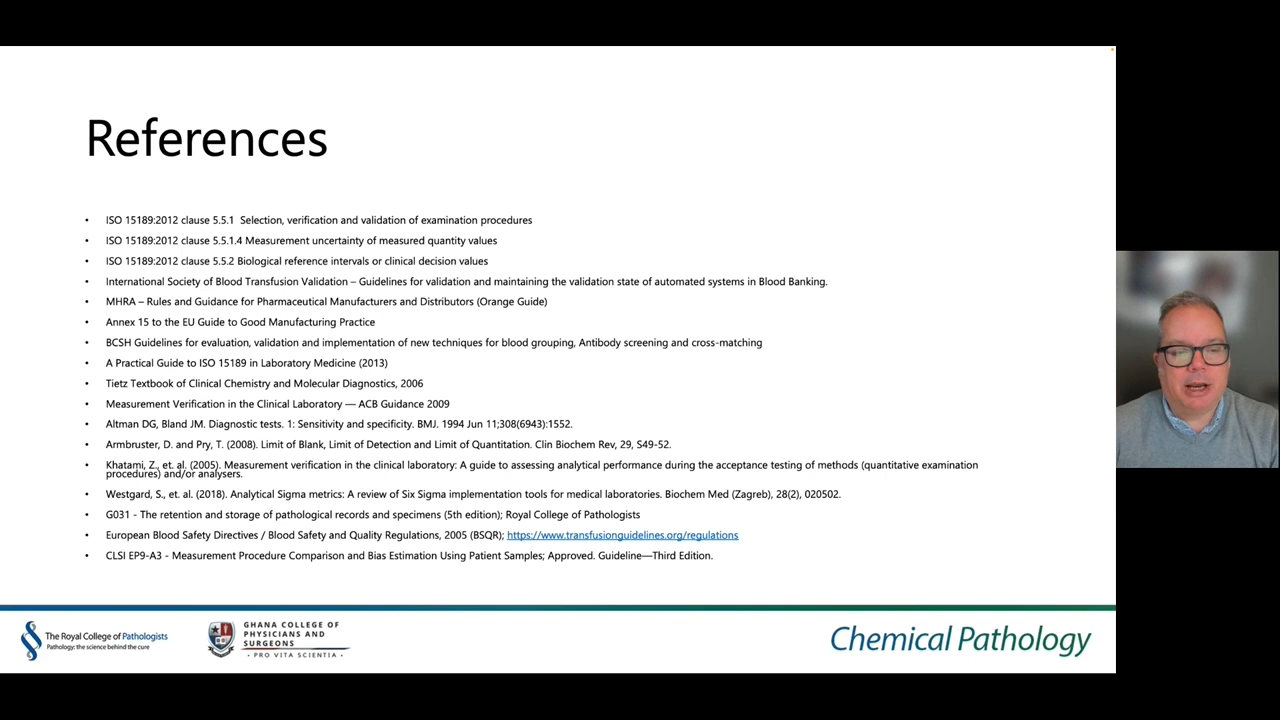 References
• ISO 15189:2012 clause 5.5.1  Selection, verification and validation of examination procedures
• ISO 15189:2012 clause 5.5.1.4 Measurement uncertainty of measured quantity values
• ISO 15189:2012 clause 5.5.2 Biological reference intervals or clinical decision values
• International Society of Blood Transfusion Validation – Guidelines for validation and maintaining the validation state of automated systems in Blood Banking.
• MHRA – Rules and Guidance for Pharmaceutical Manufacturers and Distributors (Orange Guide)
• Annex 15 to the EU Guide to Good Manufacturing Practice
• BCSH Guidelines for evaluation, validation and implementation of new techniques for blood grouping, Antibody screening and cross-matching
• A Practical Guide to ISO 15189 in Laboratory Medicine (2013)
• Tietz Textbook of Clinical Chemistry and Molecular Diagnostics, 2006
• Measurement Verification in the Clinical Laboratory — ACB Guidance 2009
• Altman DG, Bland JM. Diagnostic tests. 1: Sensitivity and specificity. BMJ. 1994 Jun 11;308(6943):1552.
• Armbruster, D. and Pry, T. (2008). Limit of Blank, Limit of Detection and Limit of Quantitation. Clin Biochem Rev, 29, S49-52.
• Khatami, Z., et. al. (2005). Measurement verification in the clinical laboratory: A guide to assessing analytical performance during the acceptance testing of methods (quantitative examination
procedures) and/or analysers.
• Westgard, S., et. al. (2018). Analytical Sigma metrics: A review of Six Sigma implementation tools for medical laboratories. Biochem Med (Zagreb), 28(2), 020502.
• G031 - The retention and storage of pathological records and specimens (5th edition); Royal College of Pathologists
• European Blood Safety Directives / Blood Safety and Quality Regulations, 2005 (BSQR); https://www.transfusionguidelines.org/regulations
• CLSI EP9-A3 - Measurement Procedure Comparison and Bias Estimation Using Patient Samples; Approved. Guideline—Third Edition.
The Royal College of Pathologists
Pathology: the science behind the cure
GHANA COLLEGE OF
PHYSICIANS AND
SURGEONS
• PRO VITA SCIENTIA •
Chemical Pathology